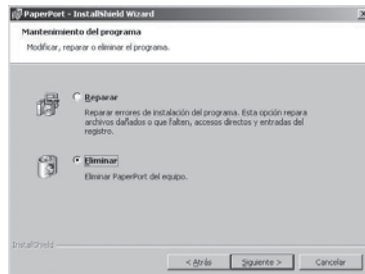 PaperPort - InstallShield Wizard
Mantenimiento del programa
Modificar, reparar o eliminar el programa.
Reparar
Reparar errores de instalación del programa. Esta opción repara
archivos dañados o que falten, accesos directos y entradas del
registro.
Eliminar
Eliminar PaperPort del equipo.
InstallShield
< Atrás
Siguiente >
Cancelar